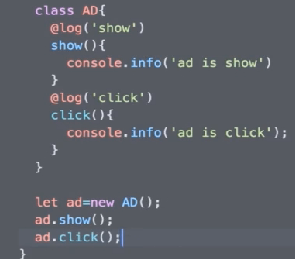 class AD{
@log('show')
show(){
console.info('ad is show')
}
@log('click')
click(){
console.info('ad is click');
}
}
let ad=new AD();
ad.show();
ad.click();
}